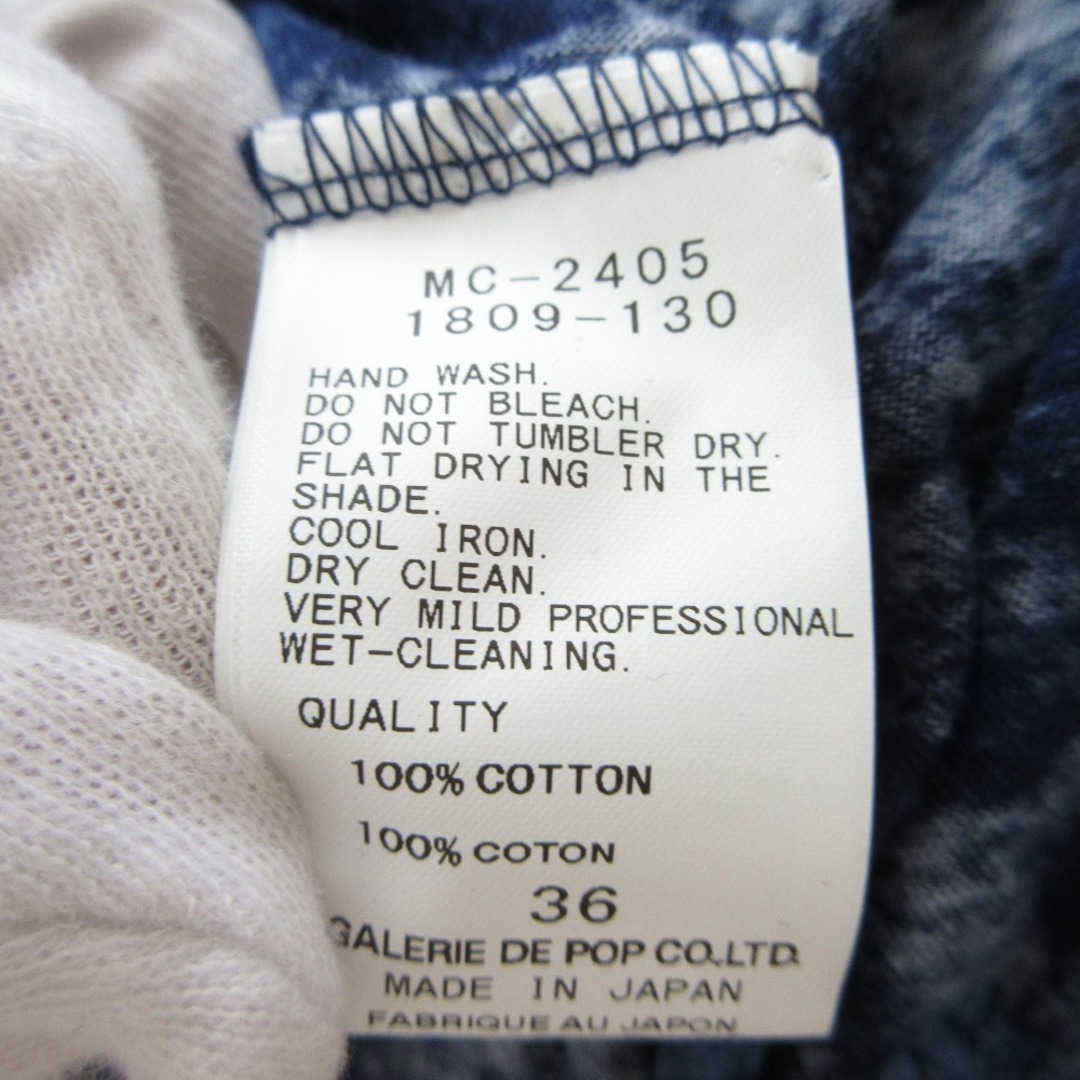 MC-2405
1809-130
HAND WASH.
DO NOT BLEACH.
DO NOT TUMBLER DRY.
FLAT DRYING IN THE
SHADE.
COOL IRON.
DRY CLEAN.
VERY MILD PROFESSIONAL
WET-CLEANING.
QUALITY
100% COTTON
100% COTON
36
GALERIE DE POP CO.,LTD.
MADE IN JAPAN
FABRIQUE AU JAPON